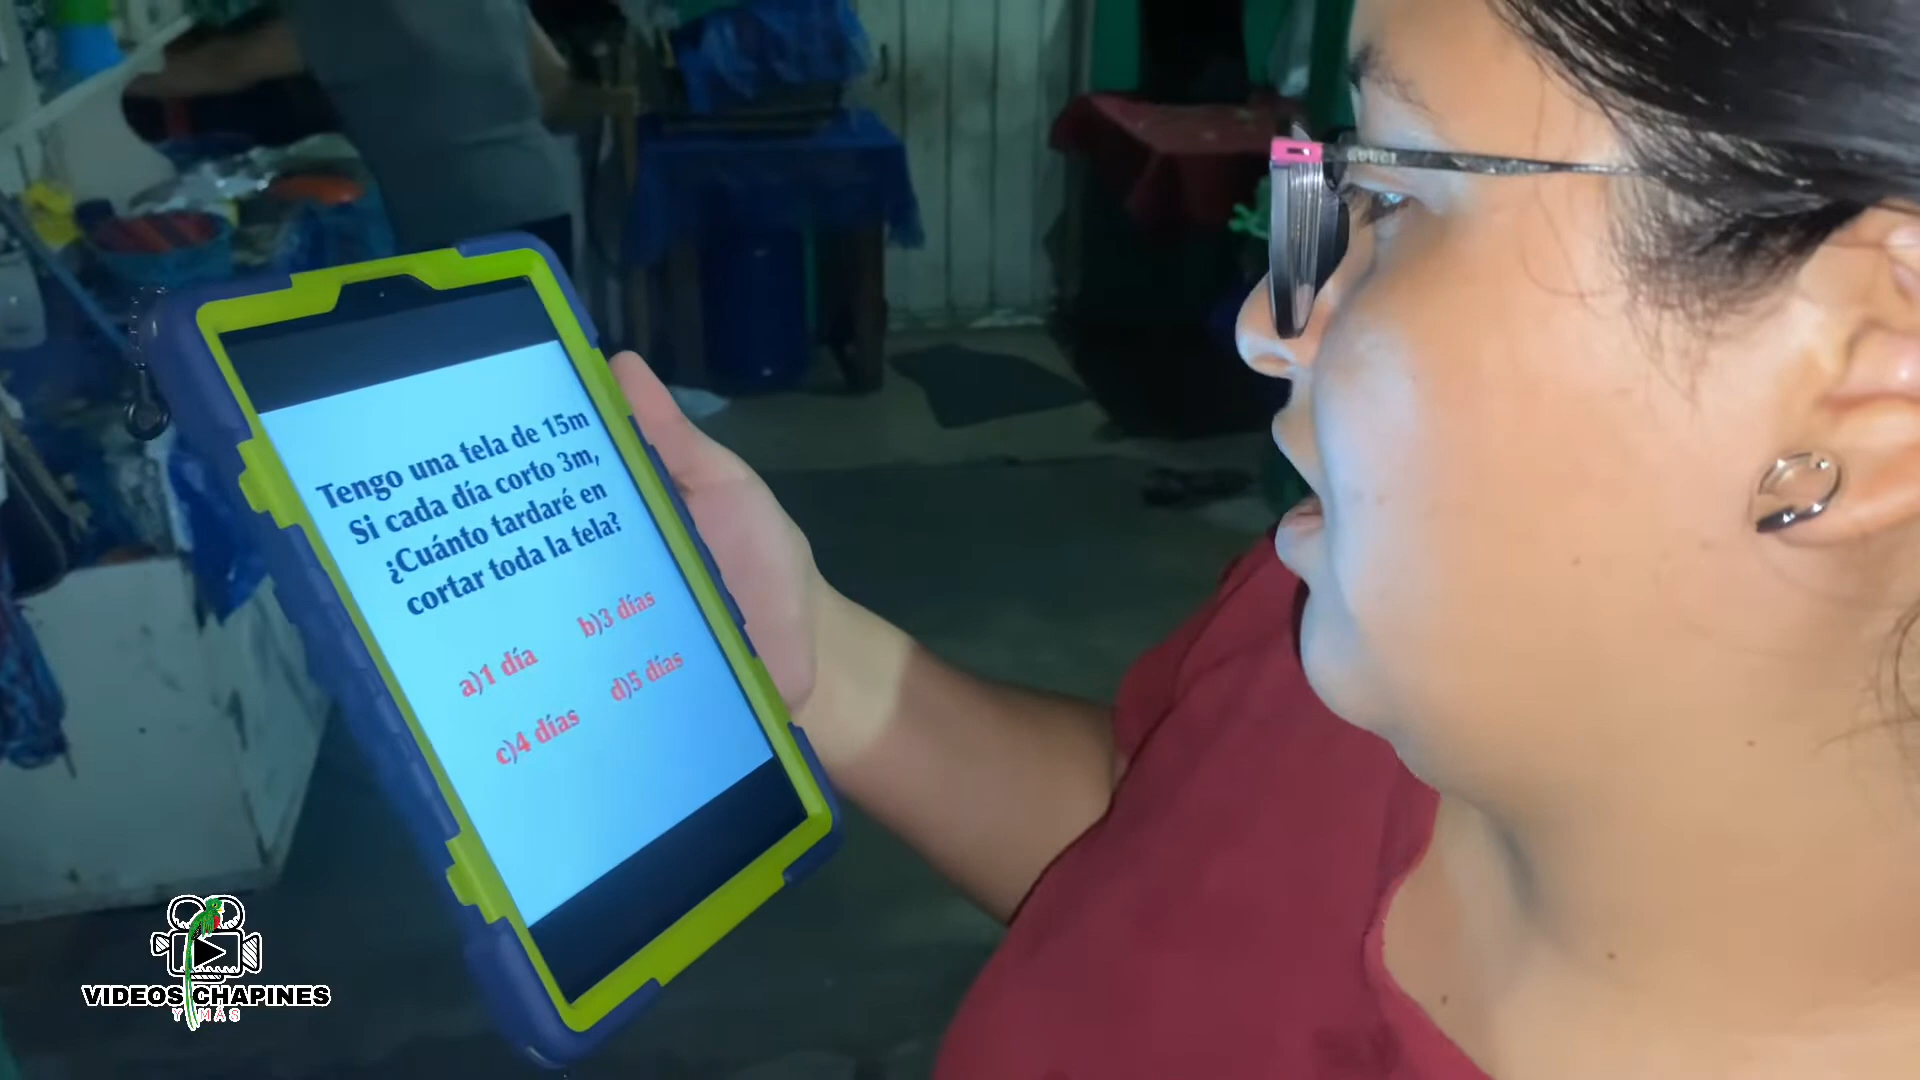 Tengo una tela de 15m
Si cada día corto 3m,
¿Cuánto tardaré en
cortar toda la tela?
a)1 día
b)3 días
c)4 días
d)5 días
GUCCI
VIDEOS CHAPINES
Y MÁS